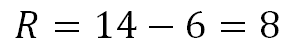 R = 14 − 6 = 8